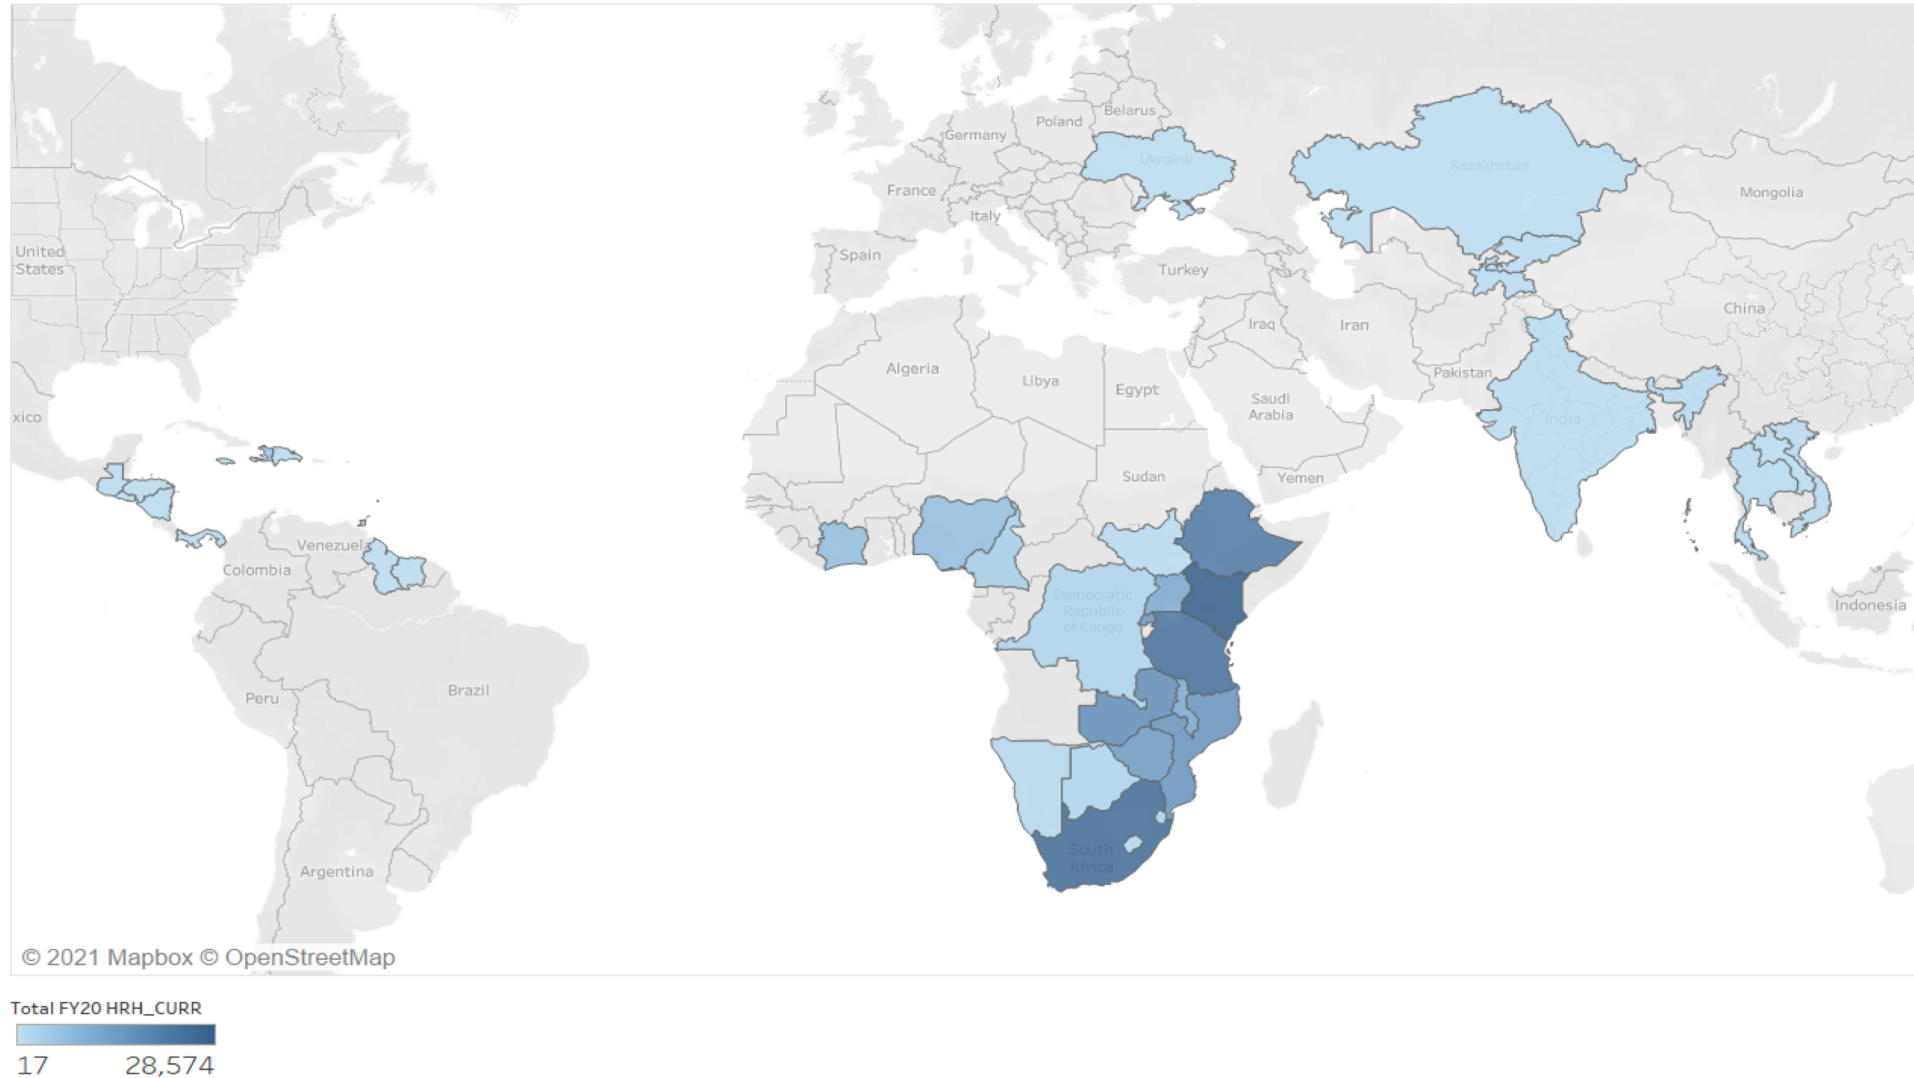 Belarus
Poland
Germany
Ukraine
Kazakhstan
France
Mongolia
Italy
United
States
Spain
Turkey
China
Iraq
Iran
Algeria
Pakistan
Libya
Egypt
Saudi
Arabia
xico
India
Sudan
Yemen
Venezuel
Colombia
Democratic
Republic
of Congo
Indonesia
Brazil
Peru
South
Africa
Argentina
© 2021 Mapbox © OpenStreetMap
Total FY20 HRH_CURR
17 28,574